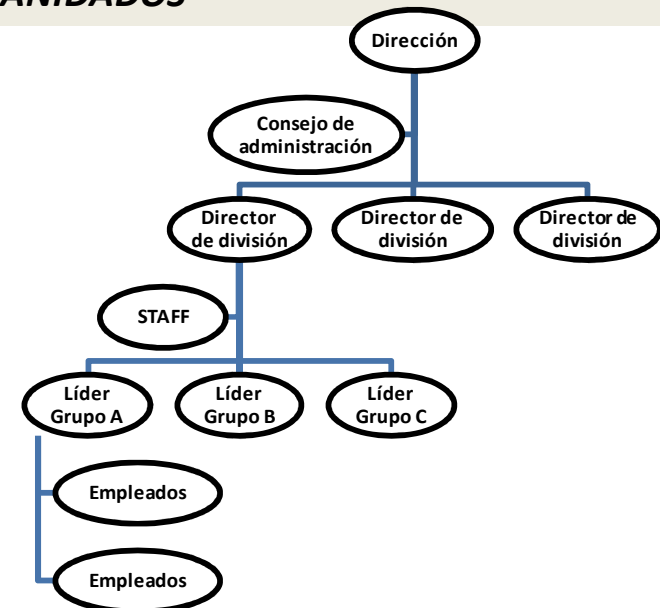 Dirección
Consejo de
administración
Director
de división
Director de
división
Director de
división
STAFF
Líder
Grupo A
Líder
Grupo B
Líder
Grupo C
Empleados
Empleados